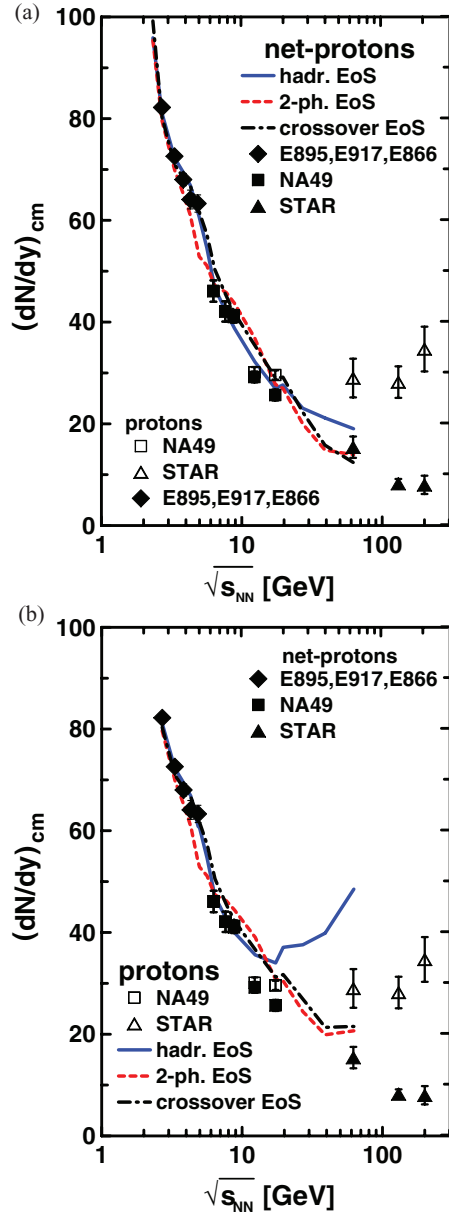 (a)
100
80
60
40
20
0
(dN/dy)cm
net-protons
hadr. EoS
2-ph. EoS
crossover EoS
E895,E917,E866
NA49
STAR
protons
NA49
STAR
E895,E917,E866
1 10 100
√sNN [GeV]
(b)
100
80
60
40
20
0
(dN/dy)cm
net-protons
E895,E917,E866
NA49
STAR
protons
NA49
STAR
hadr. EoS
2-ph. EoS
crossover EoS
1 10 100
√sNN [GeV]